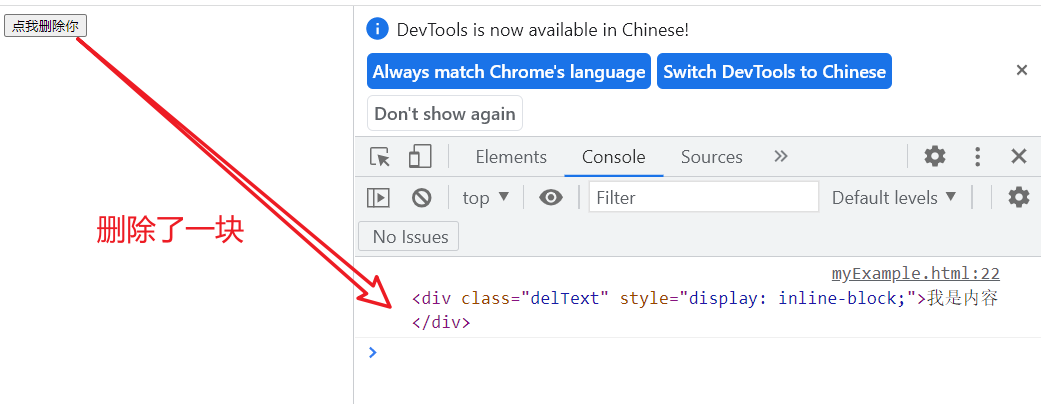 点我删除你
删除了一块
DevTools is now available in Chinese!
Always match Chrome's language
Switch DevTools to Chinese
Don't show again
Elements
Console
Sources
top
Filter
Default levels
No Issues
myExample.html:22
<div class="delText" style="display: inline-block;">我是内容
</div>